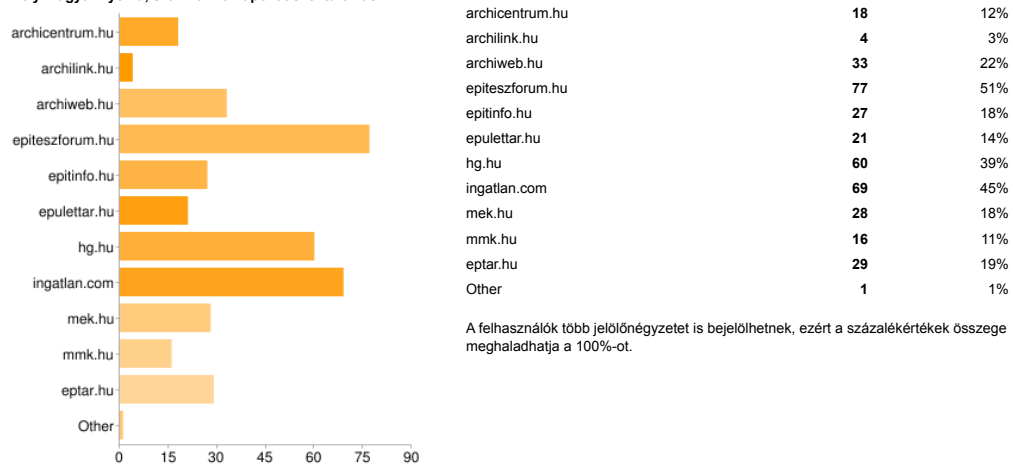 archicentrum.hu
archilink.hu
archiweb.hu
epiteszforum.hu
epitinfo.hu
epulettar.hu
hg.hu
ingatlan.com
mek.hu
mmk.hu
eptar.hu
Other
0 15 30 45 60 75 90
archicentrum.hu 18 12%
archilink.hu 4 3%
archiweb.hu 33 22%
epiteszforum.hu 77 51%
epitinfo.hu 27 18%
epulettar.hu 21 14%
hg.hu 60 39%
ingatlan.com 69 45%
mek.hu 28 18%
mmk.hu 16 11%
eptar.hu 29 19%
Other 1 1%
A felhasználók több jelölőnégyzetet is bejelölhetnek, ezért a százalékértékek összege
meghaladhatja a 100%-ot.